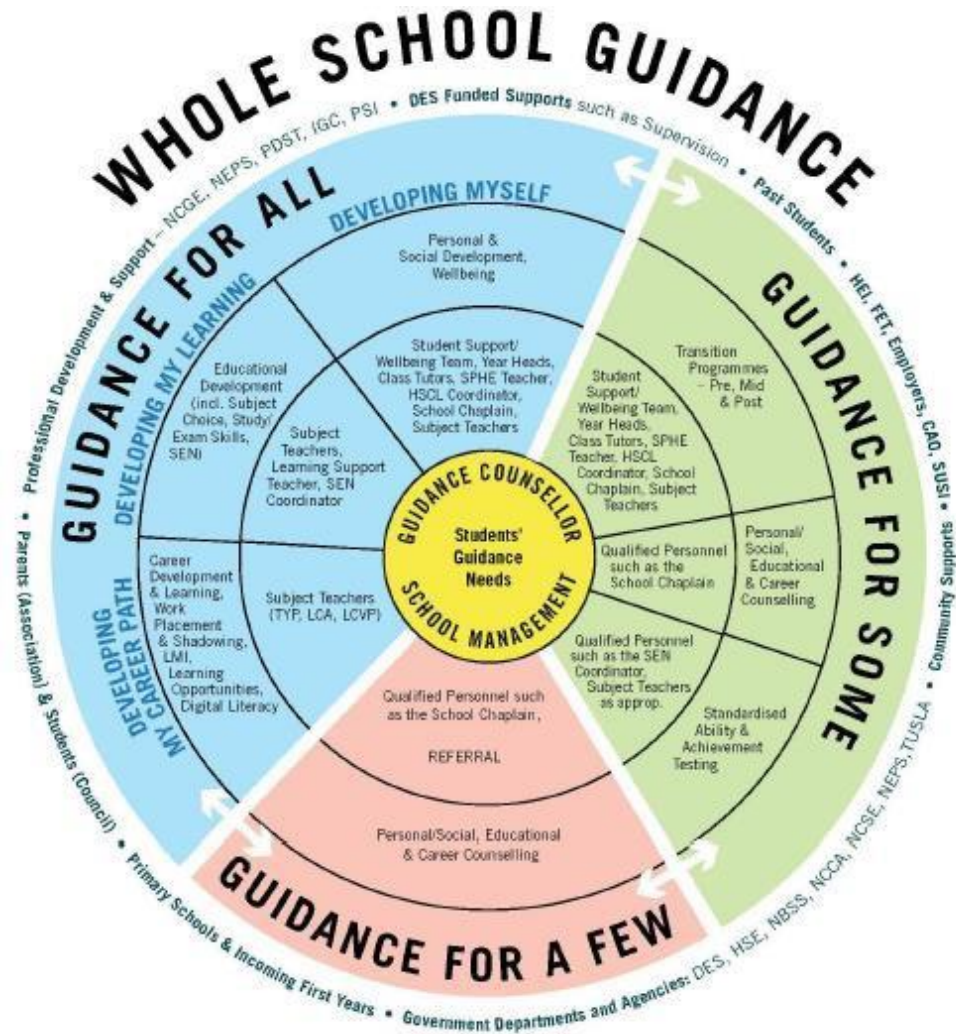 WHOLE SCHOOL GUIDANCE
• Professional Development & Support – NCGE, NEPS, PDST, IGC, PSI • DES Funded Supports such as Supervision • Past Students • HEI, FET, Employers, CAO, SUSI • Community Supports •
Government Departments and Agencies: DES, HSE, NBSS, NCCA, NCSE, NEPS, TUSLA
• Primary Schools & Incoming First Years •
Parents (Association) & Students (Council)
GUIDANCE FOR ALL
DEVELOPING MYSELF
Personal &
Social Development,
Wellbeing
Student Support/
Wellbeing Team, Year Heads,
Class Tutors, SPHE Teacher,
HSCL Coordinator,
School Chaplain,
Subject Teachers
DEVELOPING MY LEARNING
Educational
Development
(incl. Subject
Choice, Study/
Exam Skills,
SEN)
Subject
Teachers,
Learning Support
Teacher, SEN
Coordinator
DEVELOPING
MY CAREER PATH
Career
Development
& Learning,
Work
Placement
& Shadowing,
LMI,
Learning
Opportunities,
Digital Literacy
Subject Teachers
(TYP, LCA, LCVP)
GUIDANCE COUNSELLOR
Students'
Guidance
Needs
SCHOOL MANAGEMENT
GUIDANCE FOR SOME
Transition
Programmes
– Pre, Mid
& Post
Student
Support/
Wellbeing Team,
Year Heads,
Class Tutors, SPHE
Teacher, HSCL
Coordinator, School
Chaplain, Subject
Teachers
Personal/
Social,
Educational
& Career
Counselling
Qualified Personnel
such as the
School Chaplain
Qualified Personnel
such as the SEN
Coordinator,
Subject Teachers
as approp.
Standardised
Ability &
Achievement
Testing
Qualified Personnel such
as the School Chaplain,
REFERRAL
Personal/Social, Educational
& Career Counselling
GUIDANCE FOR A FEW